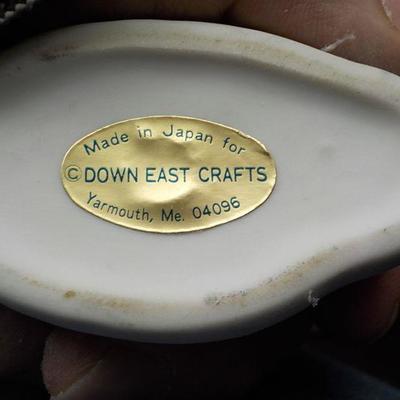 Made in Japan for
© DOWN EAST CRAFTS
Yarmouth, Me. 04096